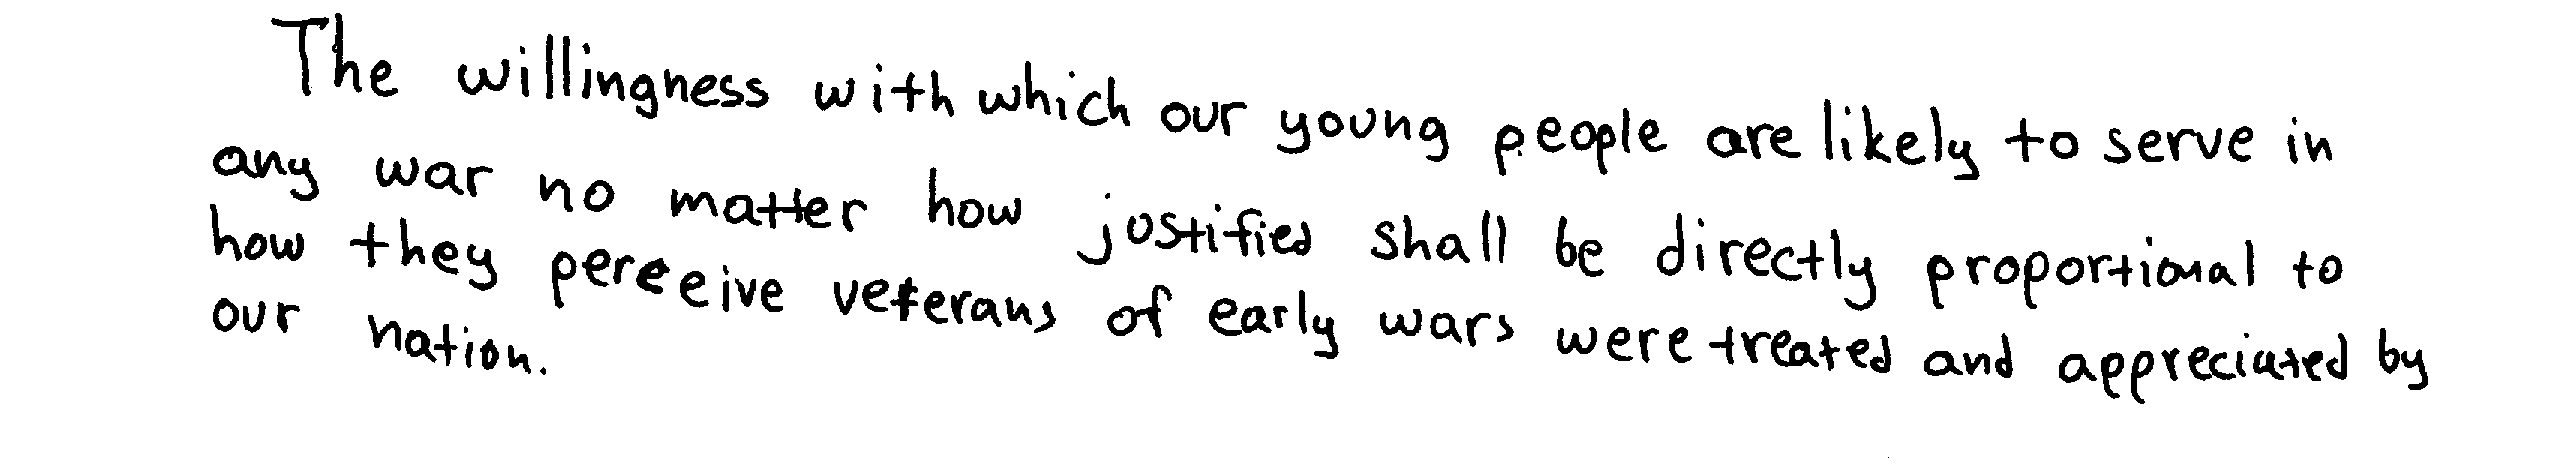 The willingness with which our young people are likely to serve in
any war no matter how justified shall be directly proportional to
how they perceive veterans of early wars were treated and appreciated by
our nation.